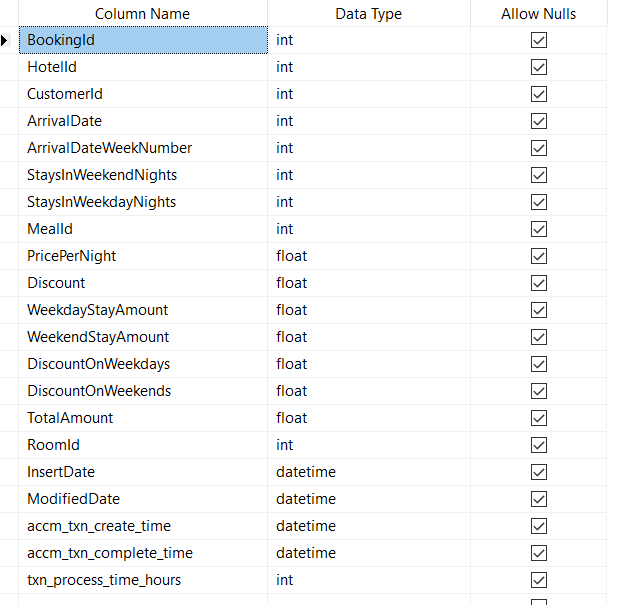 Column Name Data Type Allow Nulls
BookingId int
HotelId int
CustomerId int
ArrivalDate int
ArrivalDateWeekNumber int
StaysInWeekendNights int
StaysInWeekdayNights int
MealId int
PricePerNight float
Discount float
WeekdayStayAmount float
WeekendStayAmount float
DiscountOnWeekdays float
DiscountOnWeekends float
TotalAmount float
RoomId int
InsertDate datetime
ModifiedDate datetime
accm_txn_create_time datetime
accm_txn_complete_time datetime
txn_process_time_hours int